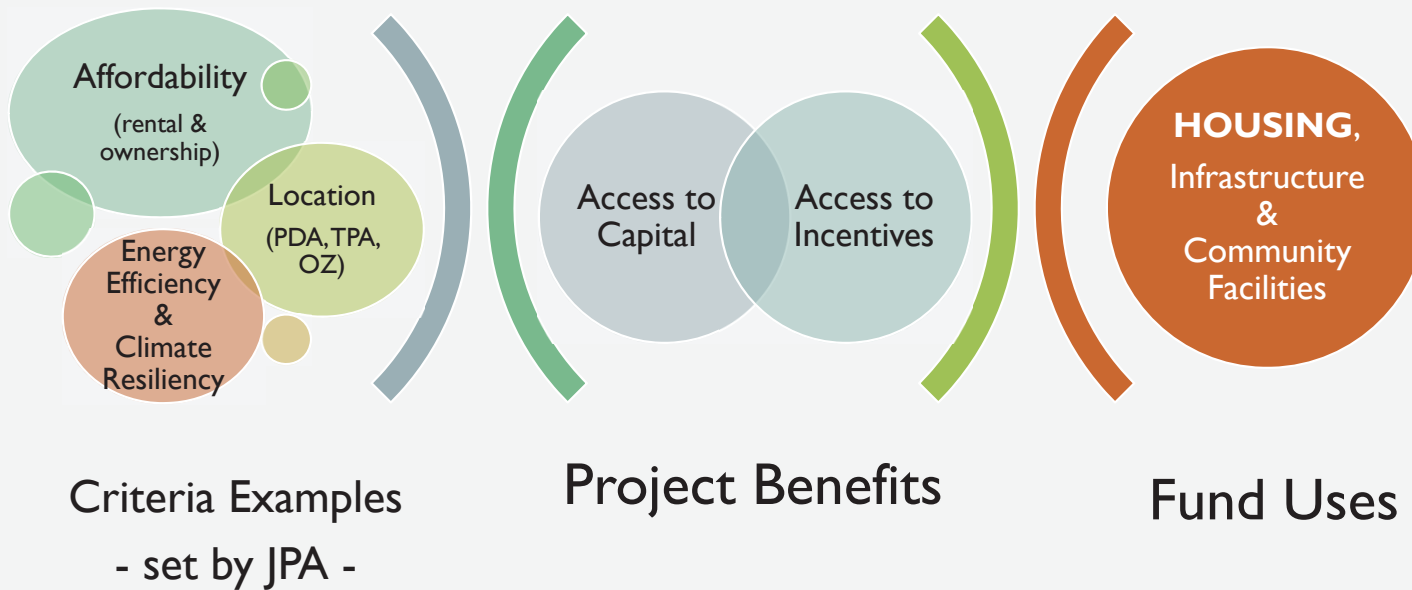 Affordability
(rental &
ownership)
Location
(PDA, TPA,
OZ)
Energy
Efficiency
&
Climate
Resiliency
Criteria Examples
- set by JPA -
Access to
Capital
Access to
Incentives
Project Benefits
HOUSING,
Infrastructure
&
Community
Facilities
Fund Uses